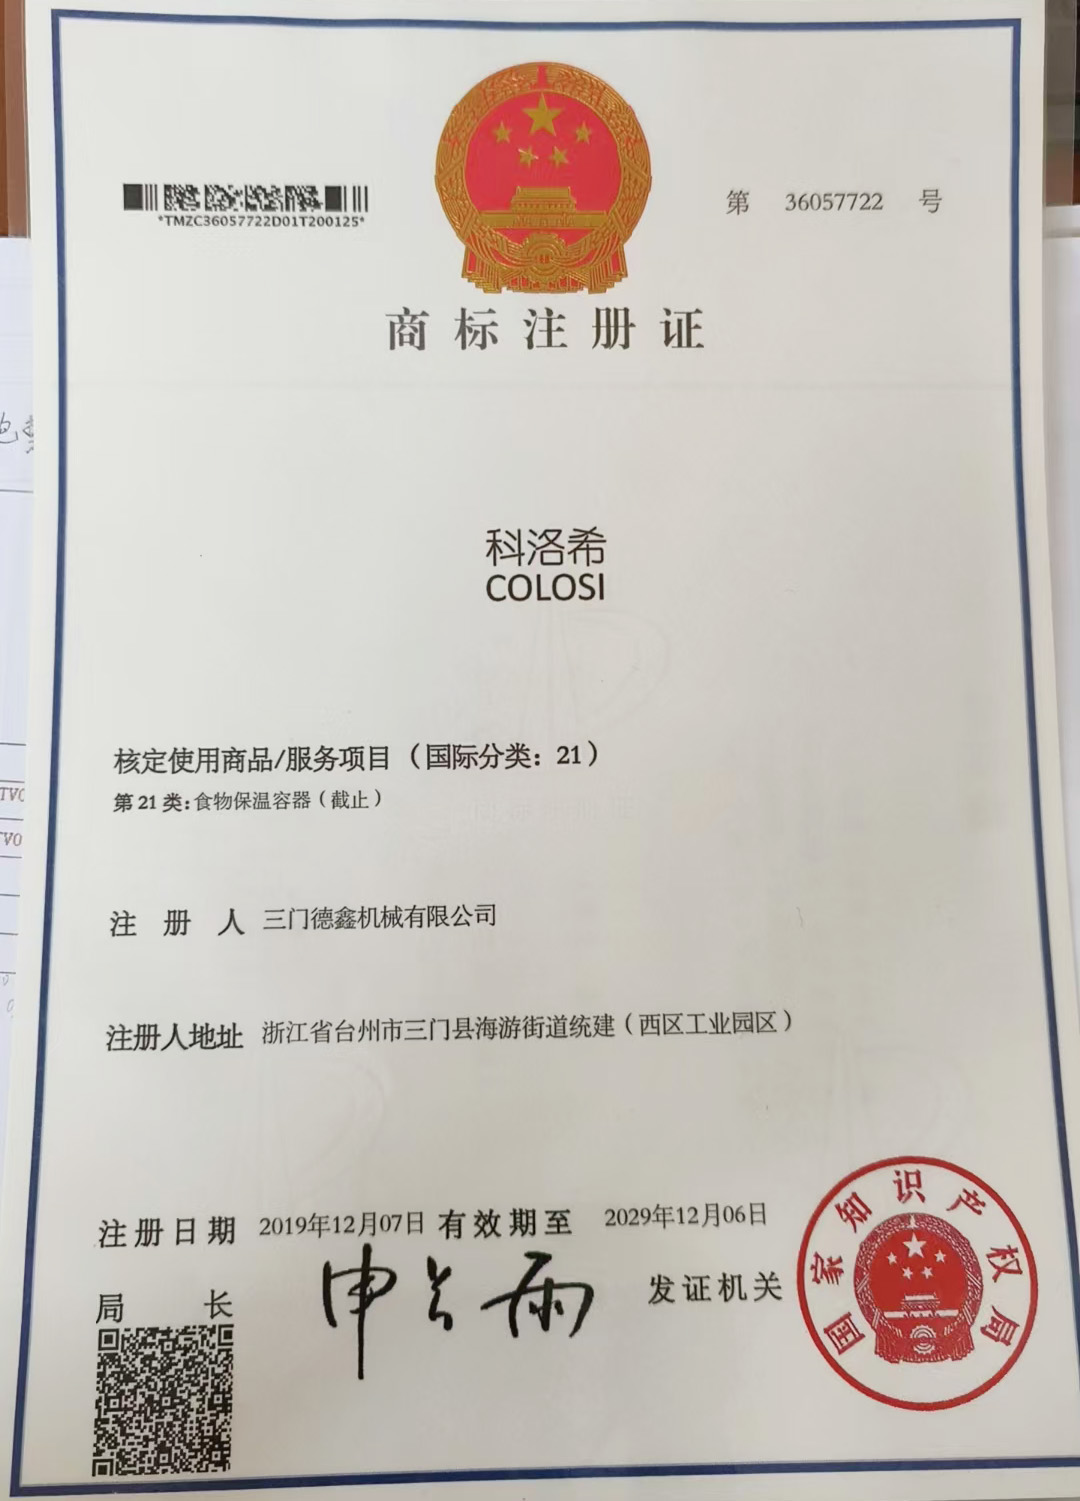 *TMZC36057722D01T200125*
第 36057722 号
商标注册证
科洛希
COLOSI
核定使用商品/服务项目（国际分类：21）
第 21 类：食物保温容器（截止）
注册人 三门德鑫机械有限公司
注册人地址 浙江省台州市三门县海游街道统建（西区工业园区）
注册日期 2019年12月07日 有效期至 2029年12月06日
局长 申长雨 发证机关
国家知识产权局
TVO